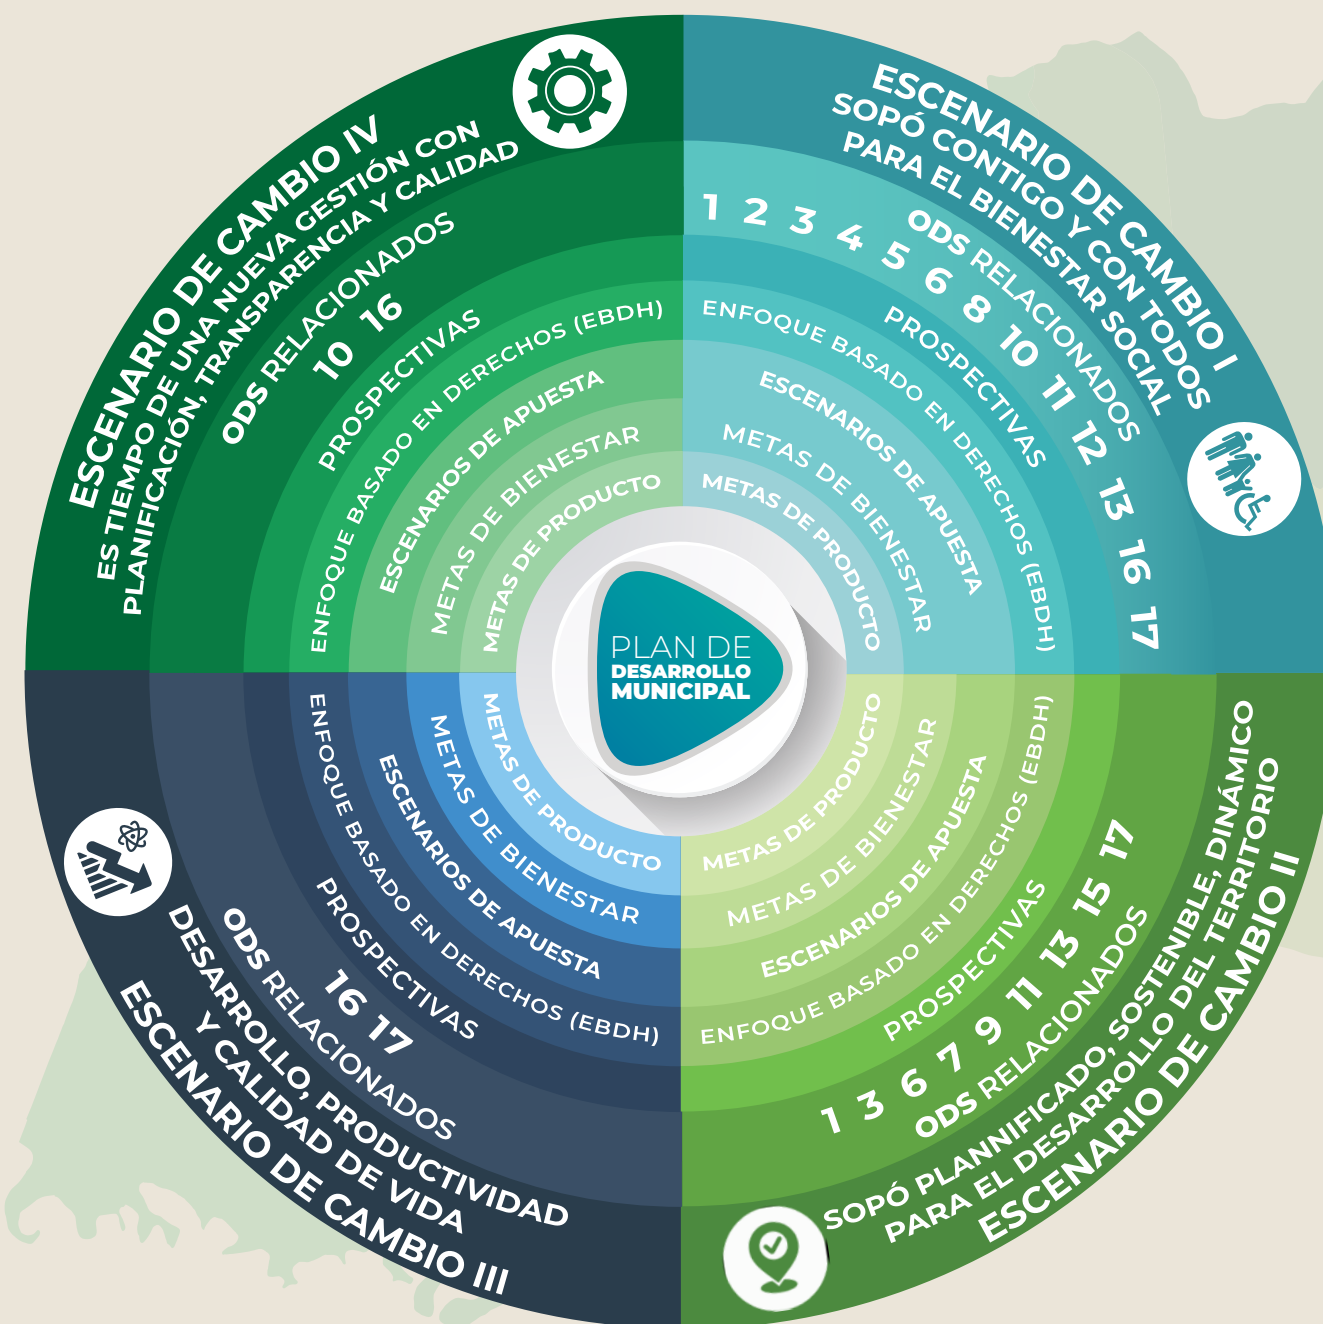 ESCENARIO DE CAMBIO IV
ES TIEMPO DE UNA NUEVA GESTIÓN CON
PLANIFICACIÓN, TRANSPARENCIA Y CALIDAD
ODS RELACIONADOS
10 16
PROSPECTIVAS
ENFOQUE BASADO EN DERECHOS (EBDH)
ESCENARIOS DE APUESTA
METAS DE BIENESTAR
METAS DE PRODUCTO
ESCENARIO DE CAMBIO I
SOPÓ CONTIGO Y CON TODOS
PARA EL BIENESTAR SOCIAL
ODS RELACIONADOS
1 2 3 4 5 6 8 10 11 12 13 16 17
PROSPECTIVAS
ENFOQUE BASADO EN DERECHOS (EBDH)
ESCENARIOS DE APUESTA
METAS DE BIENESTAR
METAS DE PRODUCTO
PLAN DE
DESARROLLO
MUNICIPAL
METAS DE PRODUCTO
METAS DE BIENESTAR
ESCENARIOS DE APUESTA
ENFOQUE BASADO EN DERECHOS (EBDH)
PROSPECTIVAS
16 17
ODS RELACIONADOS
DESARROLLO, PRODUCTIVIDAD
Y CALIDAD DE VIDA
ESCENARIO DE CAMBIO III
METAS DE PRODUCTO
METAS DE BIENESTAR
ESCENARIOS DE APUESTA
ENFOQUE BASADO EN DERECHOS (EBDH)
PROSPECTIVAS
1 3 6 7 9 11 13 15 17
ODS RELACIONADOS
SOPÓ PLANNIFICADO, SOSTENIBLE, DINÁMICO
PARA EL DESARROLLO DEL TERRITORIO
ESCENARIO DE CAMBIO II